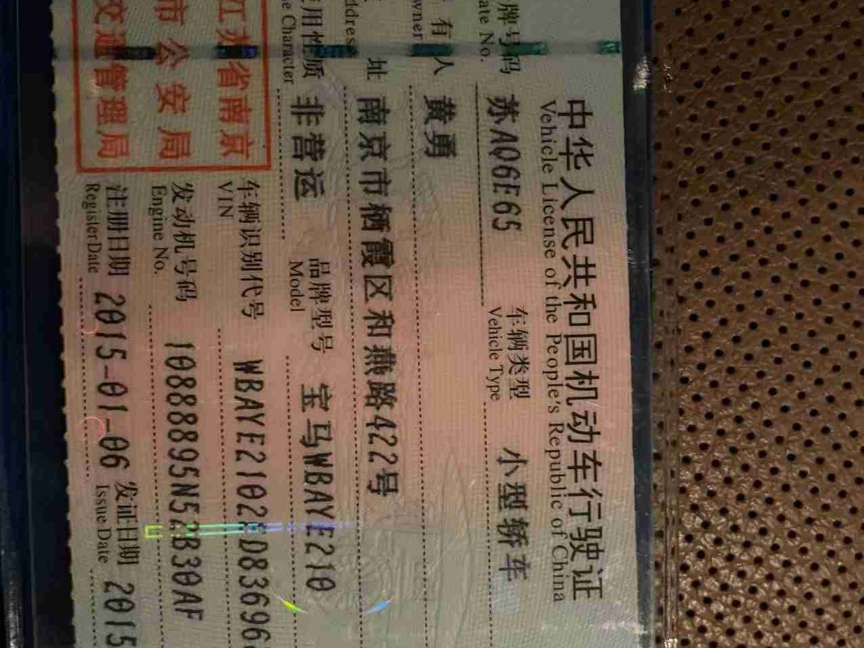 中华人民共和国机动车行驶证
Vehicle License of the People's Republic of China
牌号码 苏AQ6E65 车辆类型 小型轿车
ate No. Vehicle Type
有人 黄勇
wner
址 南京市栖霞区和燕路422号
ddress
用性质 非营运 品牌型号 宝马WBAYE210
e Character Model
江苏省南京
市公安局
交通管理局
车辆识别代号
VIN
发动机号码 10888895N52B30AF
Engine No.
注册日期 2015-01-06 发证日期 2015
Register Date Issue Date